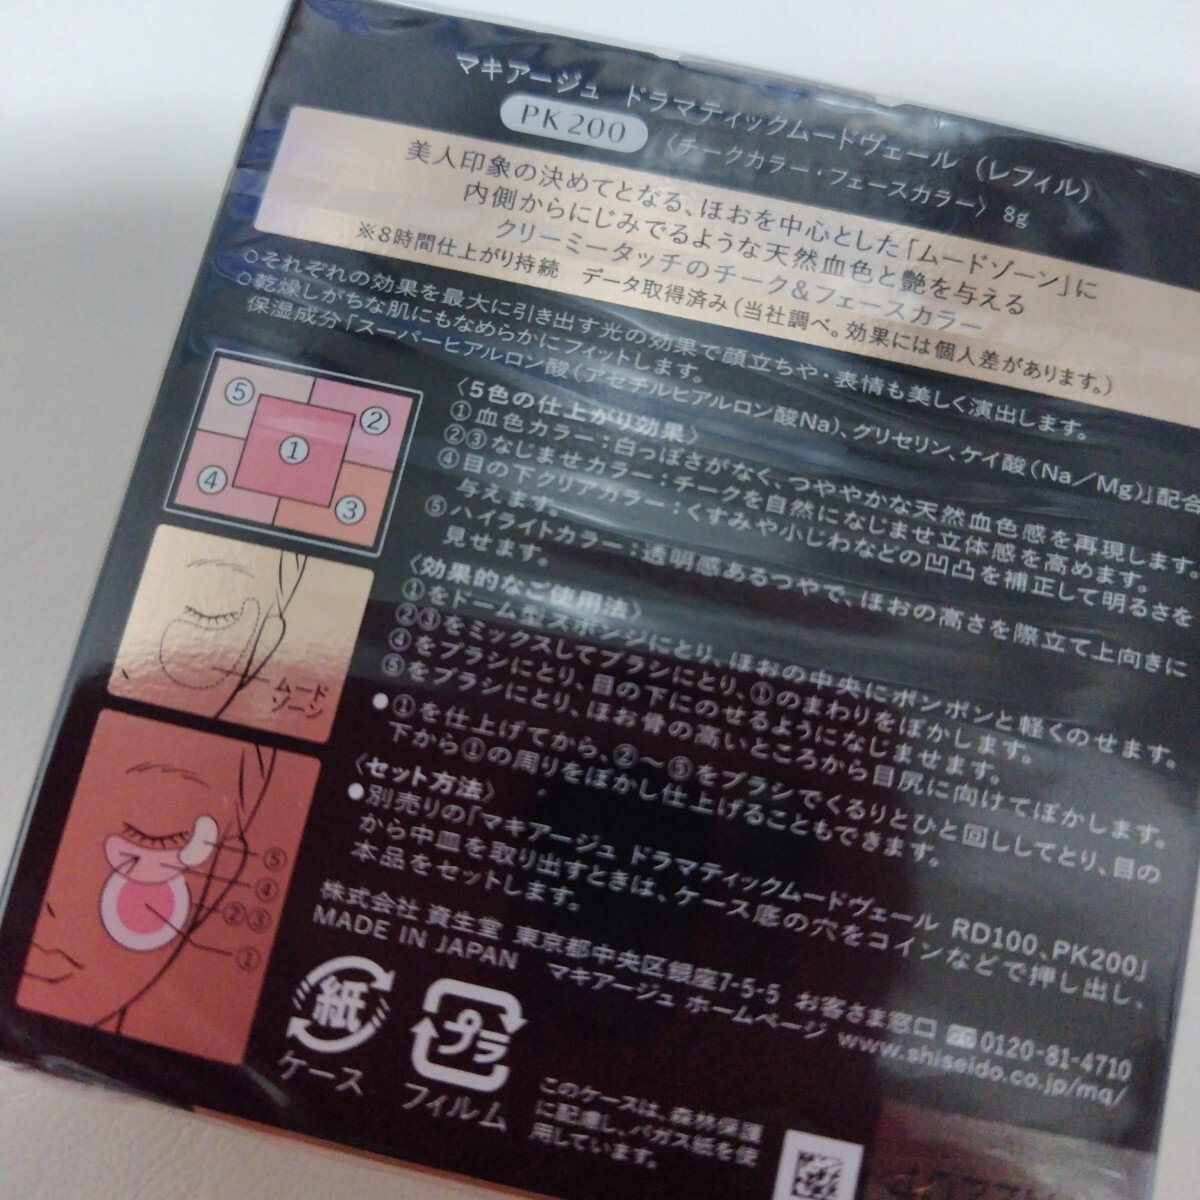 マキアージュ ドラマティックムードヴェール (レフィル)
PK200 〈チークカラー・フェースカラー〉 8g
美人印象の決めてとなる、ほおを中心とした「ムードゾーン」に
内側からにじみでるような天然血色と艶を与える
クリーミータッチのチーク&フェースカラー
※8時間仕上がり持続 データ取得済み(当社調べ。効果には個人差があります。)
○それぞれの効果を最大に引き出す光の効果で顔立ちや・表情も美しく演出します。
○乾燥しがちな肌にもなめらかにフィットします。
保湿成分「スーパーヒアルロン酸(アセチルヒアルロン酸Na)、グリセリン、ケイ酸(Na/Mg)」配合
⑤
②
①
④
③
〈5色の仕上がり効果〉
①血色カラー:白っぽさがなく、つややかな天然血色感を再現します。
②③なじませカラー:チークを自然になじませ立体感を高めます。
④目の下クリアカラー:くすみや小じわなどの凹凸を補正して明るさを
与えます。
⑤ハイライトカラー:透明感あるつやで、ほおの高さを際立て上向きに
見せます。
ムード
ゾーン
〈効果的なご使用法〉
①をドーム型スポンジにとり、ほおの中央にポンポンと軽くのせます。
②③をミックスしてブラシにとり、①のまわりをぼかします。
④をブラシにとり、目の下にのせるようになじませます。
⑤をブラシにとり、ほお骨の高いところから目尻に向けてぼかします。
●①を仕上げてから、②〜⑤をブラシでくるりとひと回ししてとり、目の
下から①の周りをぼかし仕上げることもできます。
⑤
④
②③
①
〈セット方法〉
●別売りの「マキアージュ ドラマティックムードヴェール RD100、PK200」
から中皿を取り出すときは、ケース底の穴をコインなどで押し出し、
本品をセットします。
株式会社 資生堂 東京都中央区銀座7-5-5 お客さま窓口 0120-81-4710
MADE IN JAPAN マキアージュ ホームページ www.shiseido.co.jp/mq/
紙
ケース
プラ
フィルム
このケースは、森林保護
に配慮し、バガス紙を使
用しています。